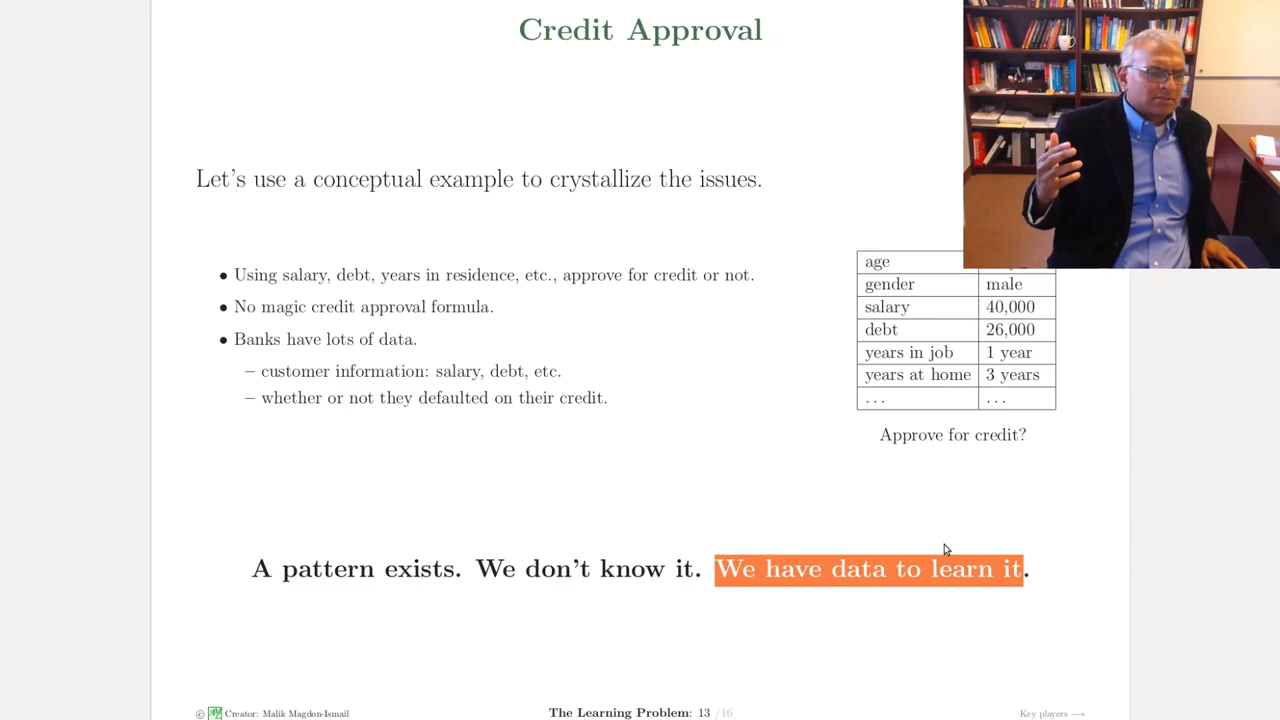 Credit Approval
Let's use a conceptual example to crystallize the issues.
• Using salary, debt, years in residence, etc., approve for credit or not.
• No magic credit approval formula.
• Banks have lots of data.
– customer information: salary, debt, etc.
– whether or not they defaulted on their credit.
age
gender male
salary 40,000
debt 26,000
years in job 1 year
years at home 3 years
. . . . . .
Approve for credit?
A pattern exists. We don't know it. We have data to learn it.
© Creator: Malik Magdon-Ismail
The Learning Problem: 13 /16
Key players →